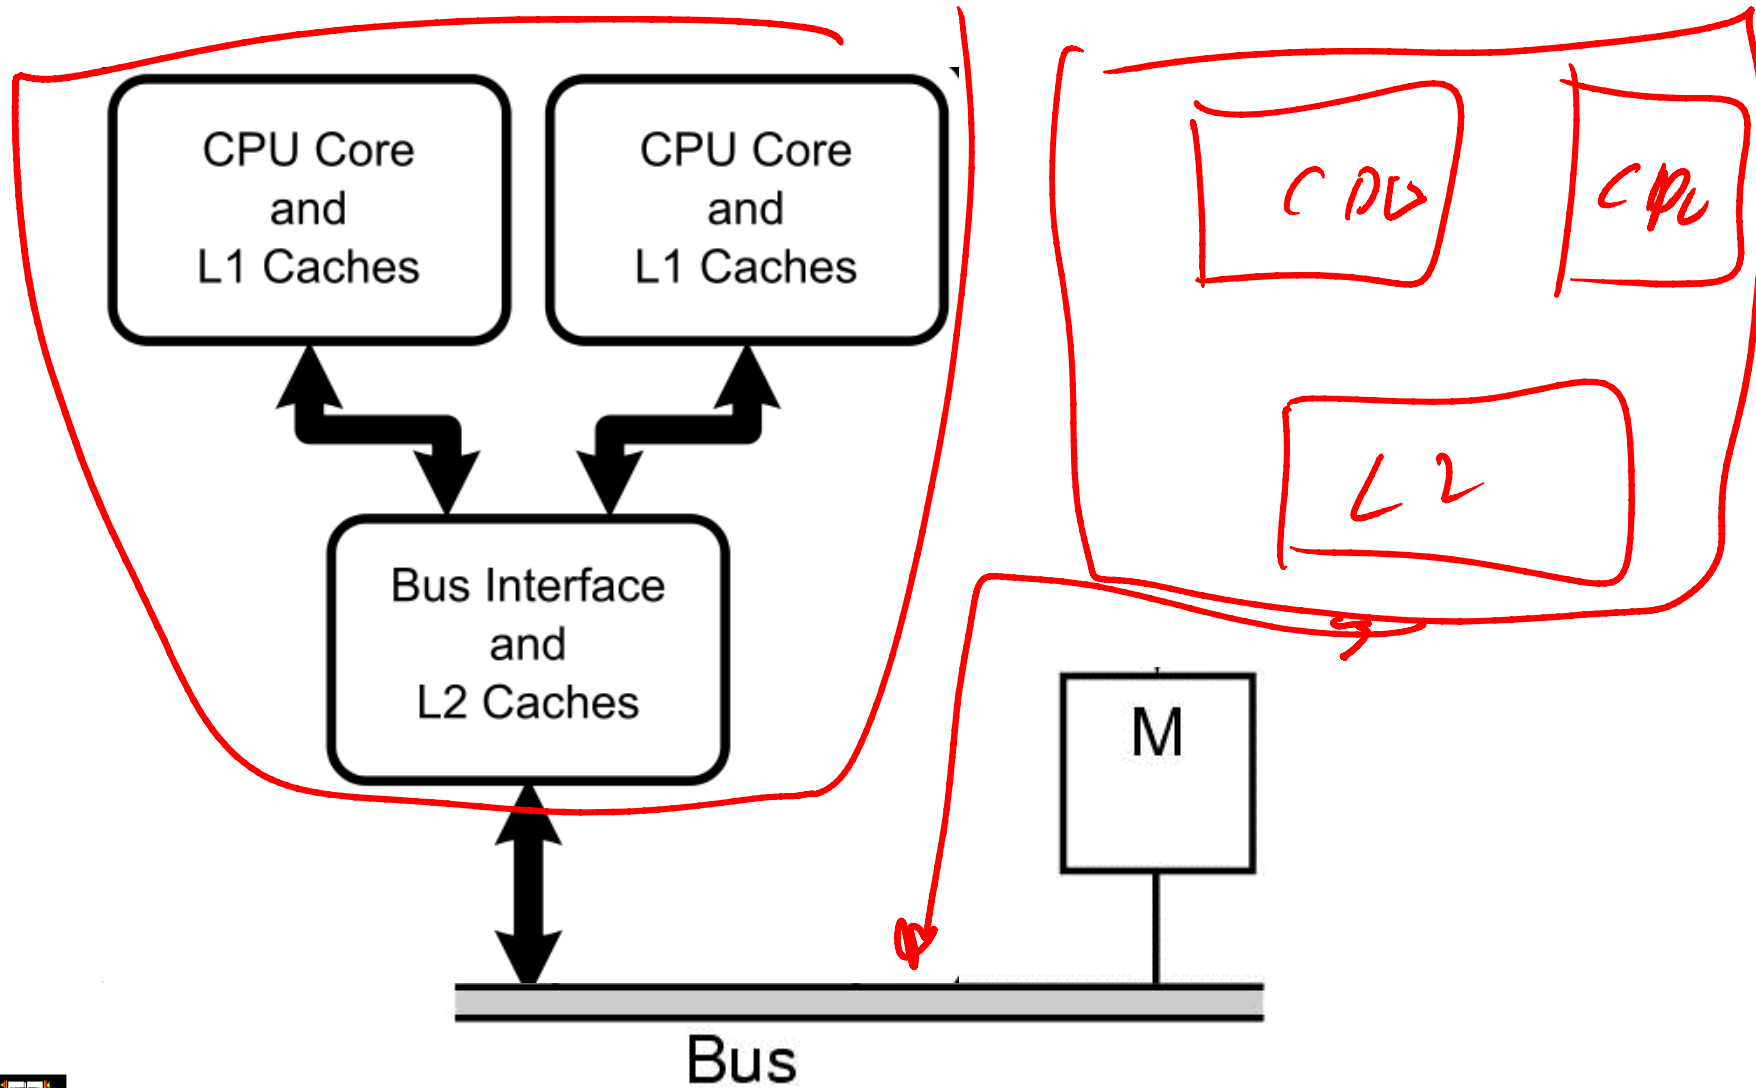 CPU Core
and
L1 Caches
CPU Core
and
L1 Caches
CPU
CPU
L2
Bus Interface
and
L2 Caches
M
Bus